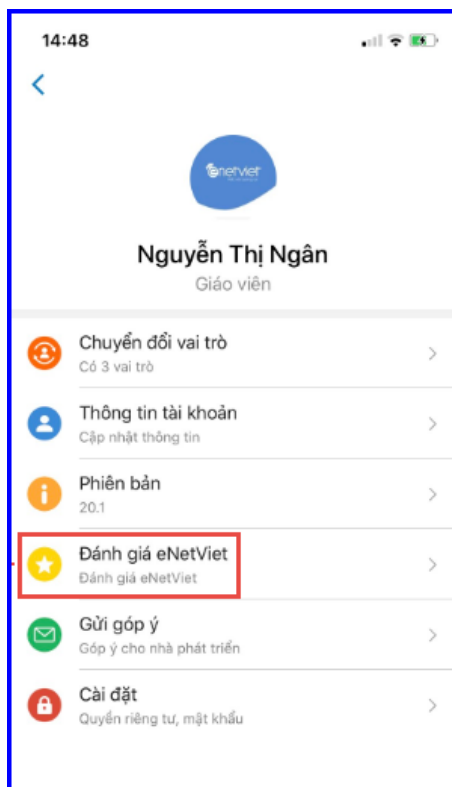 14:48
enetviet
Nguyễn Thị Ngân
Giáo viên
Chuyển đổi vai trò
Có 3 vai trò
Thông tin tài khoản
Cập nhật thông tin
Phiên bản
20.1
Đánh giá eNetViet
Đánh giá eNetViet
Gửi góp ý
Góp ý cho nhà phát triển
Cài đặt
Quyền riêng tư, mật khẩu